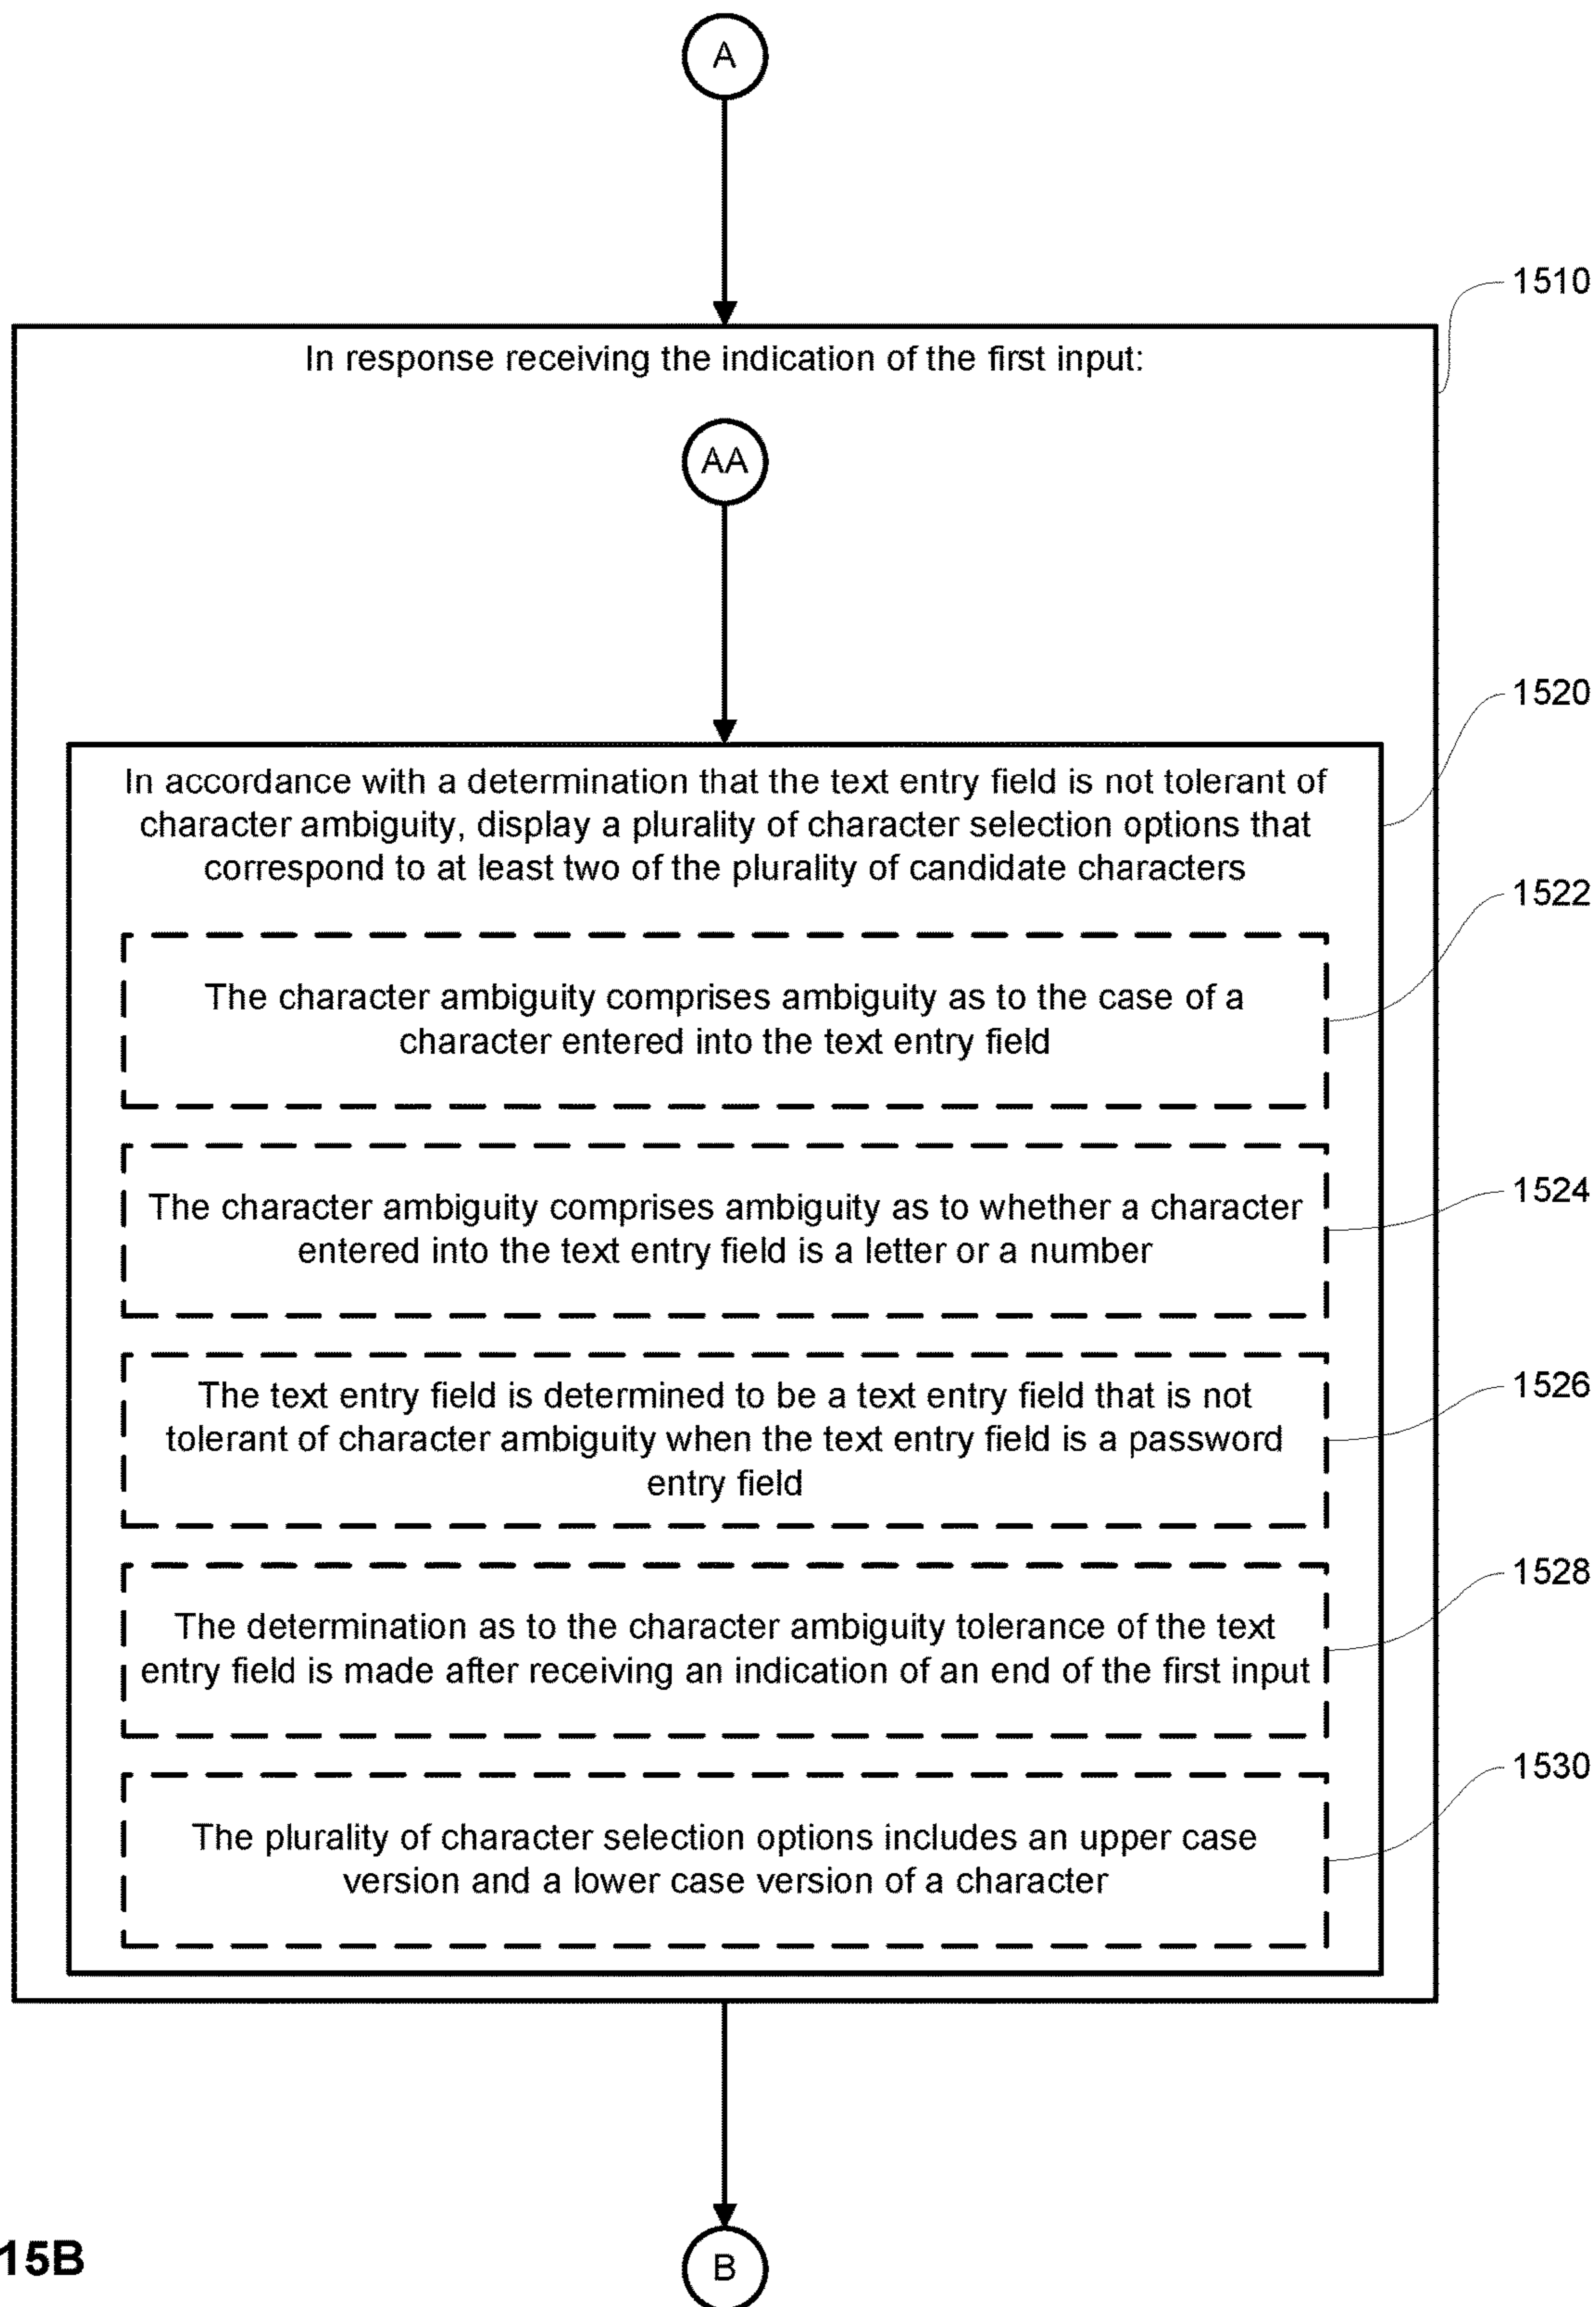 A
1510
In response receiving the indication of the first input:
AA
1520
In accordance with a determination that the text entry field is not tolerant of
character ambiguity, display a plurality of character selection options that
correspond to at least two of the plurality of candidate characters
1522
The character ambiguity comprises ambiguity as to the case of a
character entered into the text entry field
1524
The character ambiguity comprises ambiguity as to whether a character
entered into the text entry field is a letter or a number
1526
The text entry field is determined to be a text entry field that is not
tolerant of character ambiguity when the text entry field is a password
entry field
1528
The determination as to the character ambiguity tolerance of the text
entry field is made after receiving an indication of an end of the first input
1530
The plurality of character selection options includes an upper case
version and a lower case version of a character
15B
B